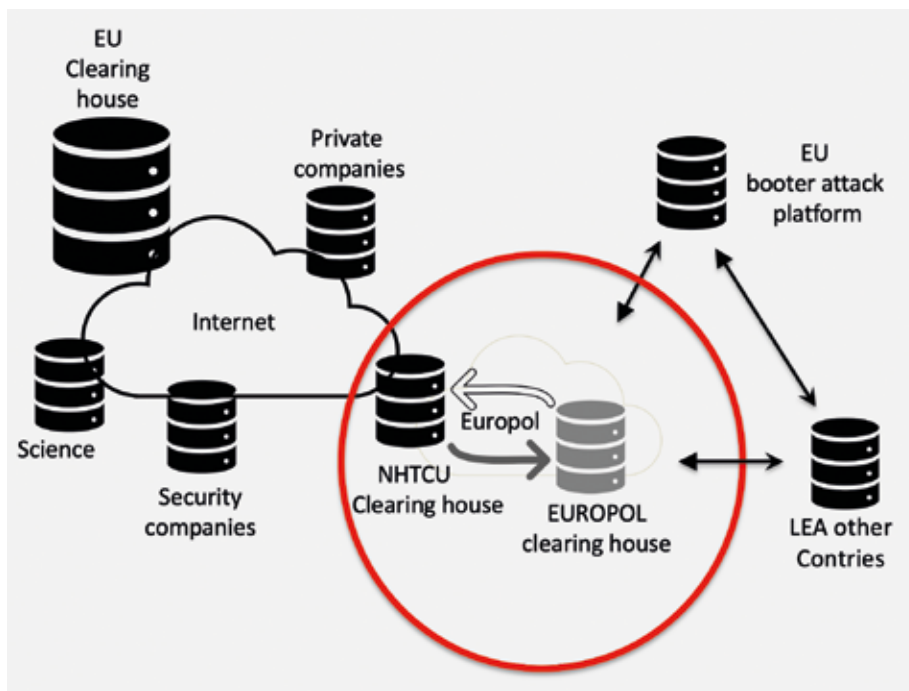 EU
Clearing
house
Private
companies
EU
booter attack
platform
Internet
Europol
Science
Security
companies
NHTCU
Clearing house
EUROPOL
clearing house
LEA other
Contries